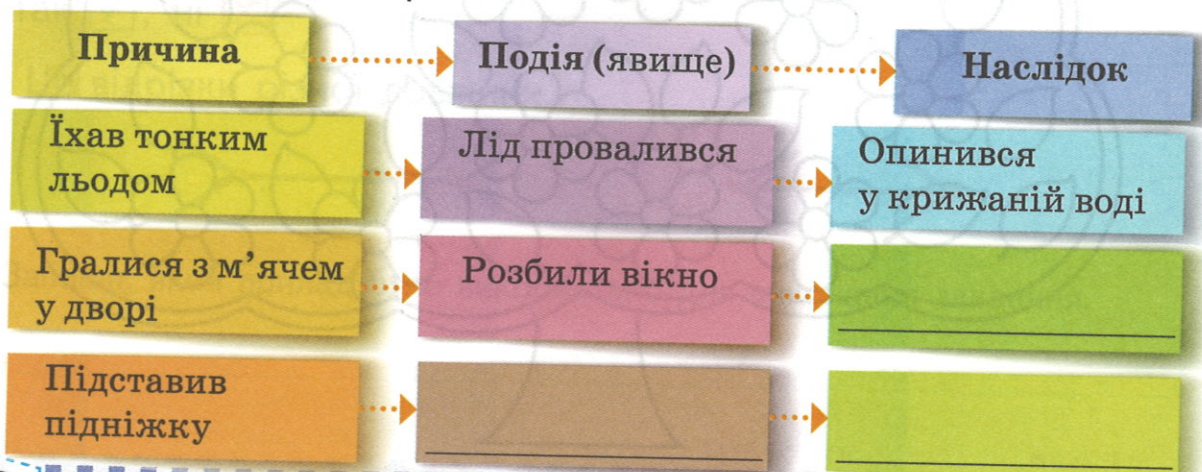 Причина
Подія (явище)
Наслідок
Їхав тонким
льодом
Лід провалився
Опинився
у крижаній воді
Гралися з м’ячем
у дворі
Розбили вікно
Підставив
підніжку